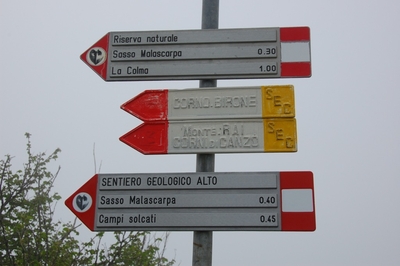 Riserva naturale
Sasso Malascarpa 0.30
La Colma 1.00
CORNO BIRONE SEC
MONTE RAI
CORN. DI CANZO SEC
SENTIERO GEOLOGICO ALTO
Sasso Malascarpa 0.40
Campi solcati 0.45